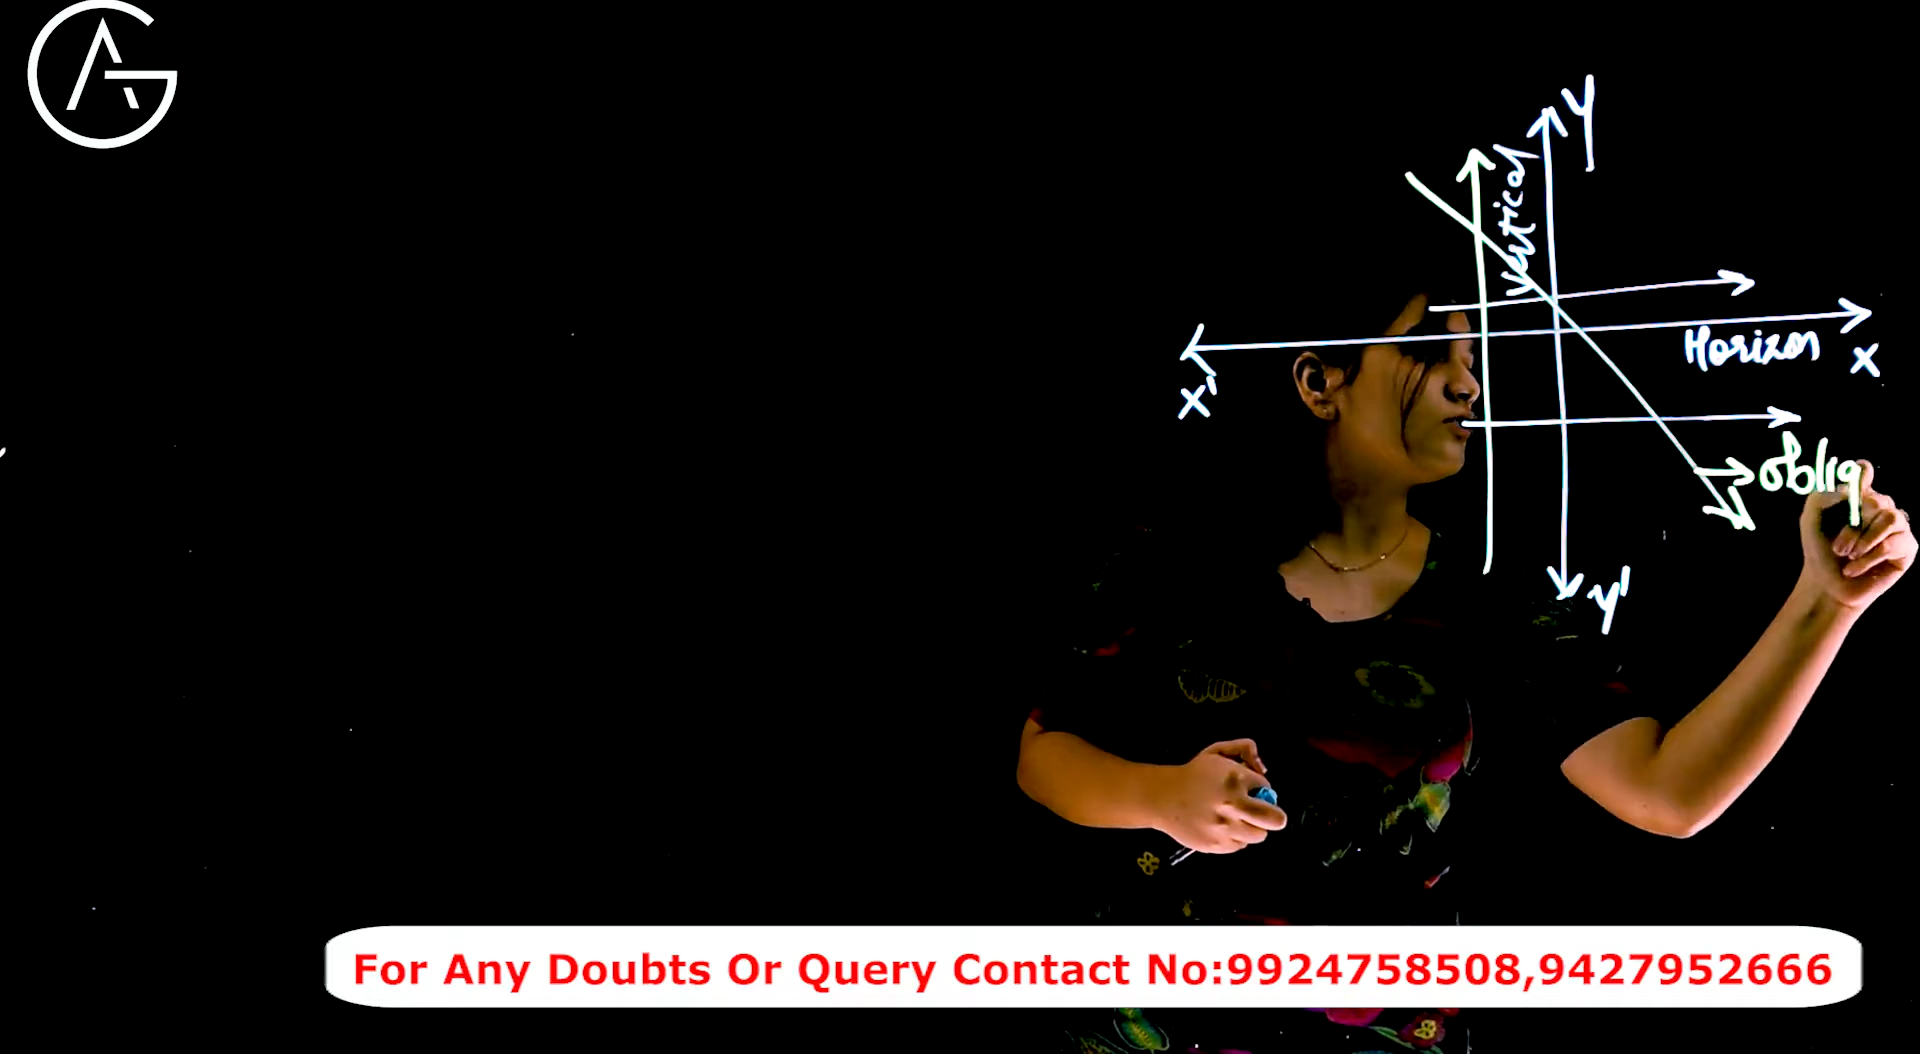 Y
vertical
Horizon
X
X'
obliq
Y'
For Any Doubts Or Query Contact No:9924758508,9427952666